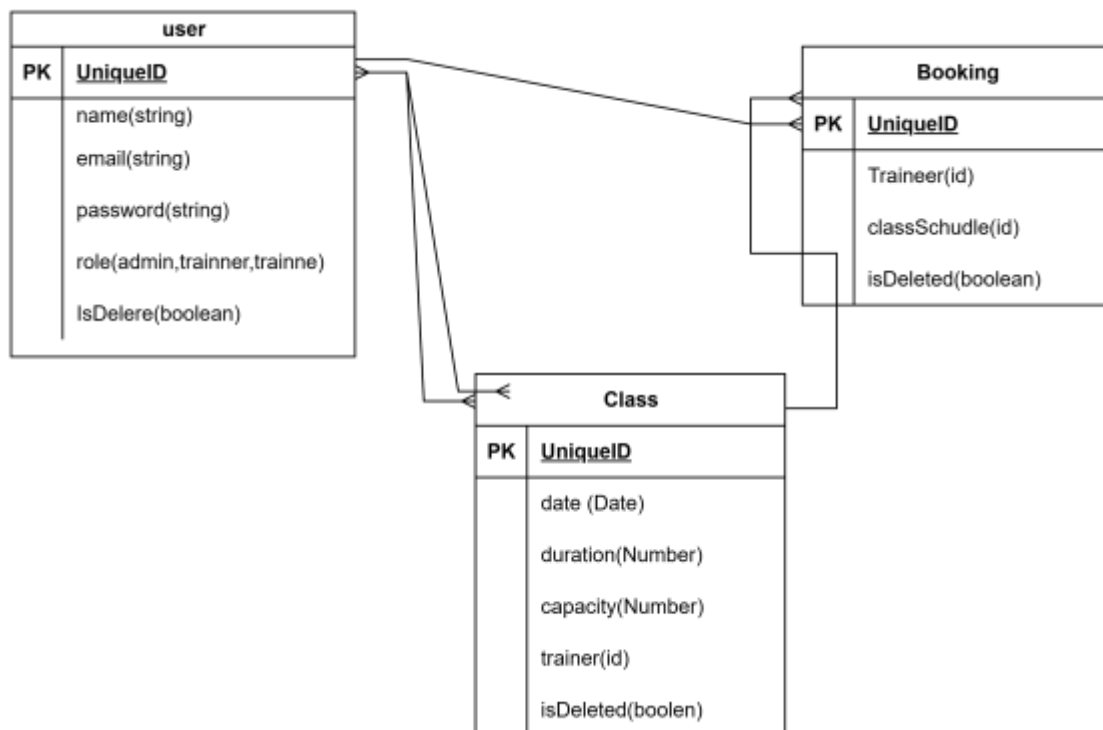 user
PK UniqueID
name(string)
email(string)
password(string)
role(admin,trainner,trainne)
IsDelere(boolean)
Booking
PK UniqueID
Traineer(id)
classSchudle(id)
isDeleted(boolean)
Class
PK UniqueID
date (Date)
duration(Number)
capacity(Number)
trainer(id)
isDeleted(boolen)